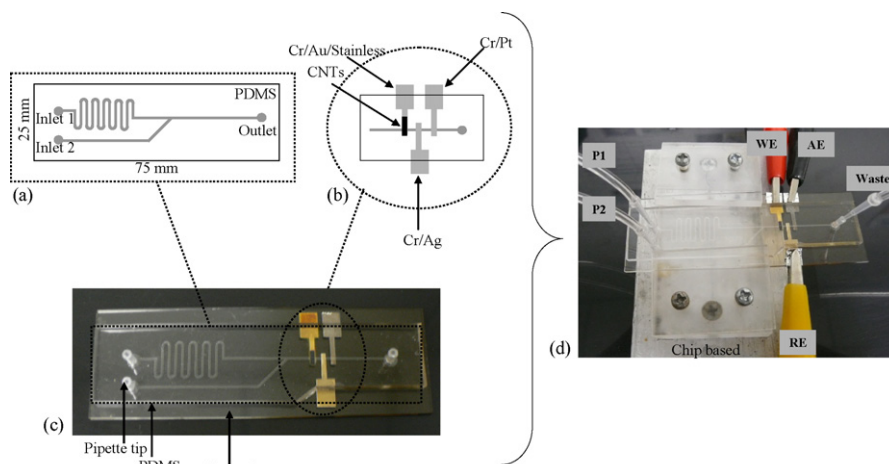 Cr/Au/Stainless
Cr/Pt
CNTs
PDMS
Inlet 1
25 mm
Inlet 2
Outlet
75 mm
(a)
(b)
Cr/Ag
WE
AE
P1
P2
Waste
RE
Chip based
(d)
(c)
Pipette tip
PDMS